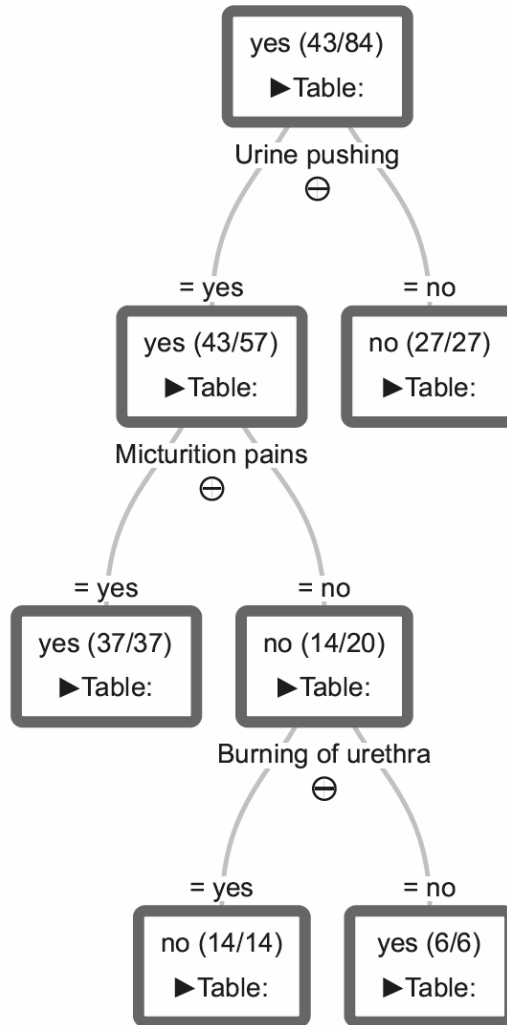 yes (43/84)
►Table:
Urine pushing
⊖
= yes
= no
yes (43/57)
►Table:
no (27/27)
►Table:
Micturition pains
⊖
= yes
= no
yes (37/37)
►Table:
no (14/20)
►Table:
Burning of urethra
⊖
= yes
= no
no (14/14)
►Table:
yes (6/6)
►Table: